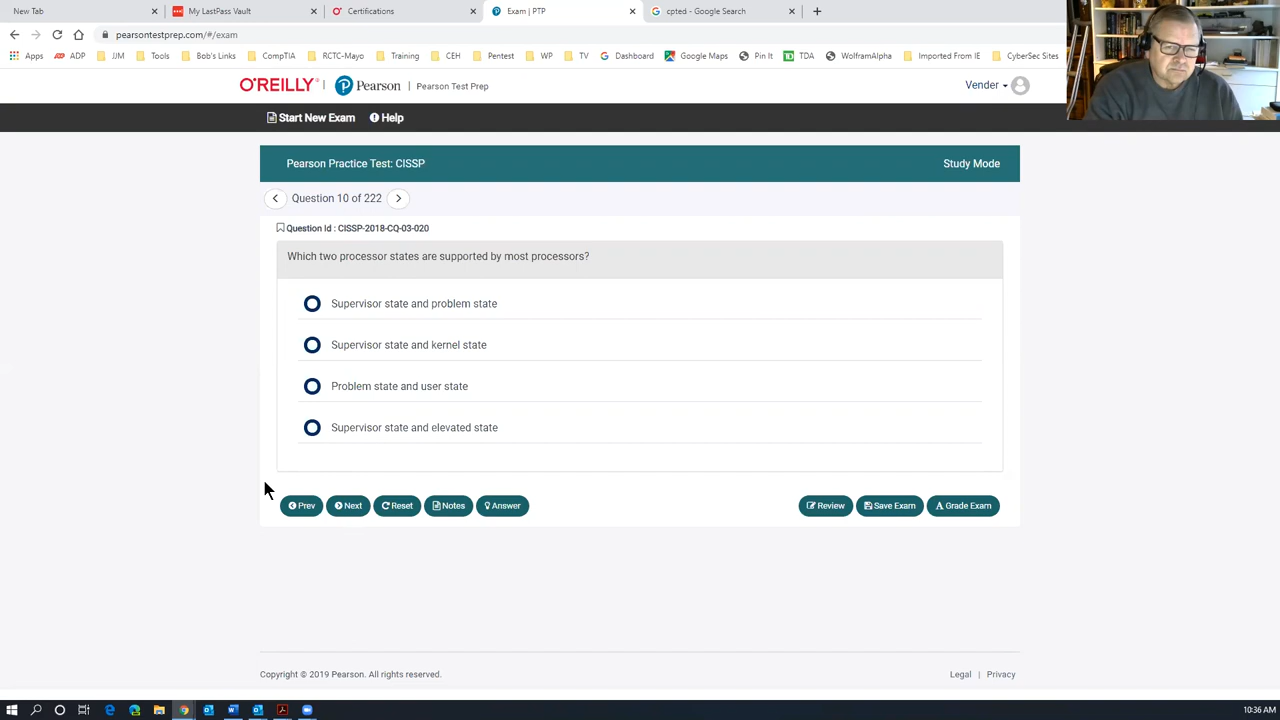 New Tab
My LastPass Vault
Certifications
Exam | PTP
cpted - Google Search
pearsontestprep.com/#/exam
Apps ADP JJM Tools Bob's Links CompTIA RCTC-Mayo Training CEH Pentest WP TV Dashboard Google Maps Pin It TDA WolframAlpha Imported From IE CyberSec Sites
O'REILLY | Pearson | Pearson Test Prep
Vender
Start New Exam Help
Pearson Practice Test: CISSP Study Mode
Question 10 of 222
Question Id : CISSP-2018-CQ-03-020
Which two processor states are supported by most processors?
Supervisor state and problem state
Supervisor state and kernel state
Problem state and user state
Supervisor state and elevated state
Prev Next Reset Notes Answer Review Save Exam Grade Exam
Copyright © 2019 Pearson. All rights reserved. Legal | Privacy
10:36 AM